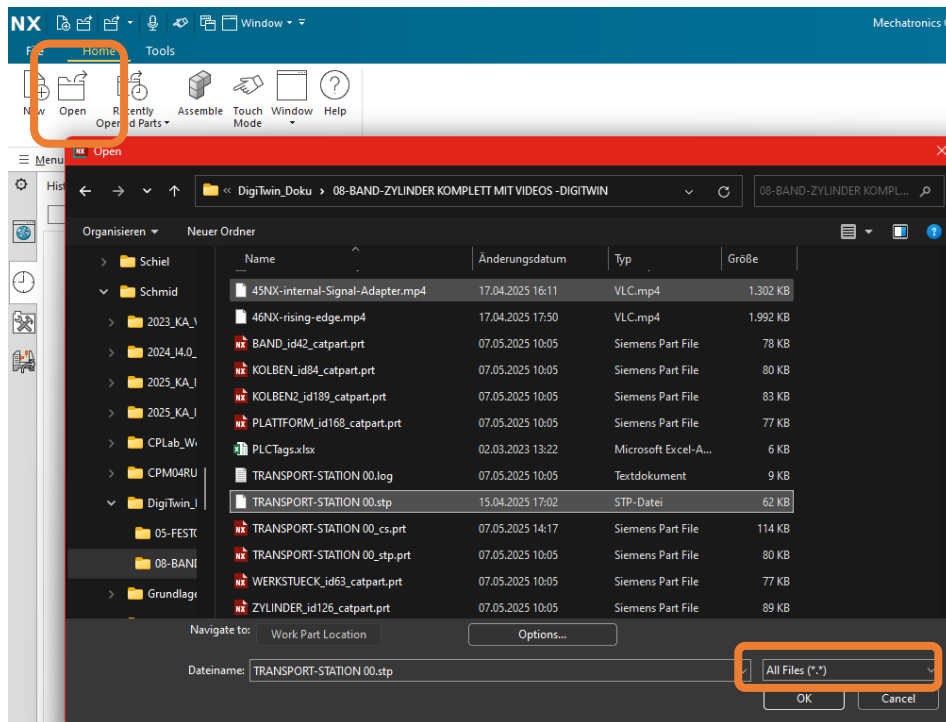 NX Window
Mechatronics
File Home Tools
New Open Recently Opened Parts Assemble Touch Mode Window Help
Menu
NX Open
His
« DigiTwin_Doku › 08-BAND-ZYLINDER KOMPLETT MIT VIDEOS -DIGITWIN
08-BAND-ZYLINDER KOMPL...
Organisieren Neuer Ordner
Name Änderungsdatum Typ Größe
Schiel
Schmid
2023_KA_
2024_I4.0_
2025_KA_I
2025_KA_I
CPLab_W
CPM04RU
DigiTwin_
05-FEST
08-BAN
Grundlage
45NX-internal-Signal-Adapter.mp4 17.04.2025 16:11 VLC.mp4 1.302 KB
46NX-rising-edge.mp4 17.04.2025 17:50 VLC.mp4 1.992 KB
BAND_id42_catpart.prt 07.05.2025 10:05 Siemens Part File 78 KB
KOLBEN_id84_catpart.prt 07.05.2025 10:05 Siemens Part File 80 KB
KOLBEN2_id189_catpart.prt 07.05.2025 10:05 Siemens Part File 83 KB
PLATTFORM_id168_catpart.prt 07.05.2025 10:05 Siemens Part File 77 KB
PLCTags.xlsx 02.03.2023 13:22 Microsoft Excel-A... 6 KB
TRANSPORT-STATION 00.log 07.05.2025 10:05 Textdokument 9 KB
TRANSPORT-STATION 00.stp 15.04.2025 17:02 STP-Datei 62 KB
TRANSPORT-STATION 00_cs.prt 07.05.2025 14:17 Siemens Part File 114 KB
TRANSPORT-STATION 00_stp.prt 07.05.2025 10:05 Siemens Part File 80 KB
WERKSTUECK_id63_catpart.prt 07.05.2025 10:05 Siemens Part File 77 KB
ZYLINDER_id126_catpart.prt 07.05.2025 10:05 Siemens Part File 89 KB
Navigate to: Work Part Location Options...
Dateiname: TRANSPORT-STATION 00.stp All Files (*.*)
OK Cancel